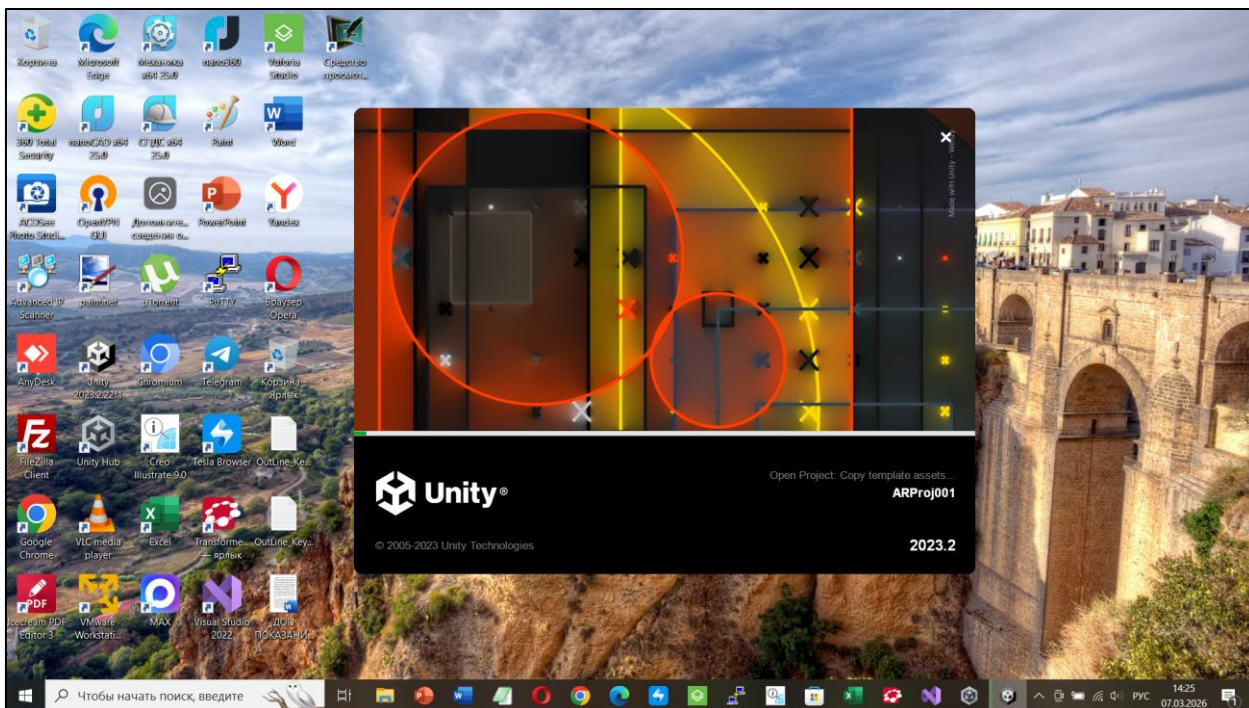 Корзина
Microsoft
Edge
Механика
x64 25.0
nano360
Vuforia
Studio
Средство
просмот...
360 Total
Security
nanoCAD x64
25.0
СПДС x64
25.0
Paint
Word
ACDSee
Photo Studi...
OpenVPN
GUI
Дополните...
сведения о...
PowerPoint
Yandex
Advanced IP
Scanner
paint.net
µTorrent
PuTTY
Браузер
Opera
AnyDesk
Unity
2023.2.22f1
Chromium
Telegram
Корзина —
Ярлык
FileZilla
Client
Unity Hub
Creo
Illustrate 9.0
Tesla Browser
OutLine_Ke...
Google
Chrome
VLC media
player
Excel
Transforme...
— ярлык
OutLine_Key...
Icecream PDF
Editor 3
VMware
Workstati...
MAX
Visual Studio
2022
ДОП
ПОКАЗАНИ...
Unity®
Open Project: Copy template assets...
ARProj001
© 2005-2023 Unity Technologies
2023.2
Чтобы начать поиск, введите
РУС
14:25
07.03.2026